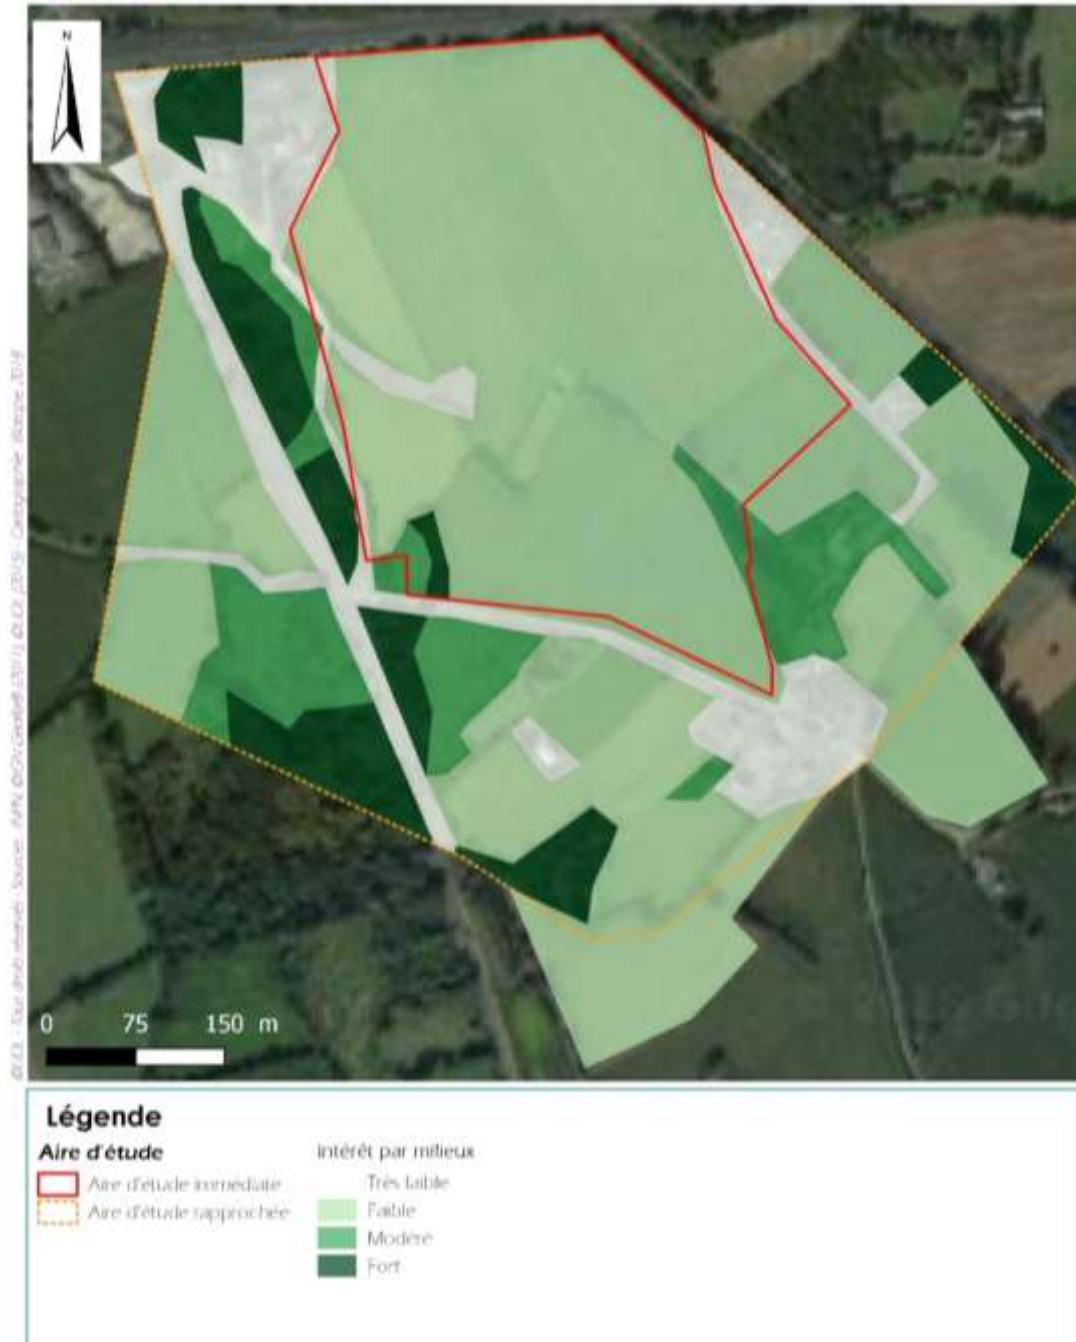 N
0 75 150 m
Légende
Aire d'étude
Aire d'étude immédiate
Aire d'étude rapprochée
Intérêt par milieux
Très faible
Faible
Modéré
Fort